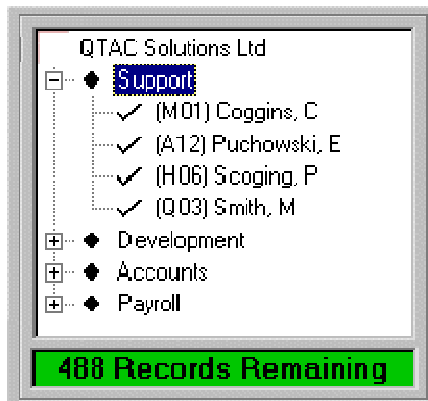 QTAC Solutions Ltd
Support
(M01) Coggins, C
(A12) Puchowski, E
(H06) Scoging, P
(Q03) Smith, M
Development
Accounts
Payroll
488 Records Remaining